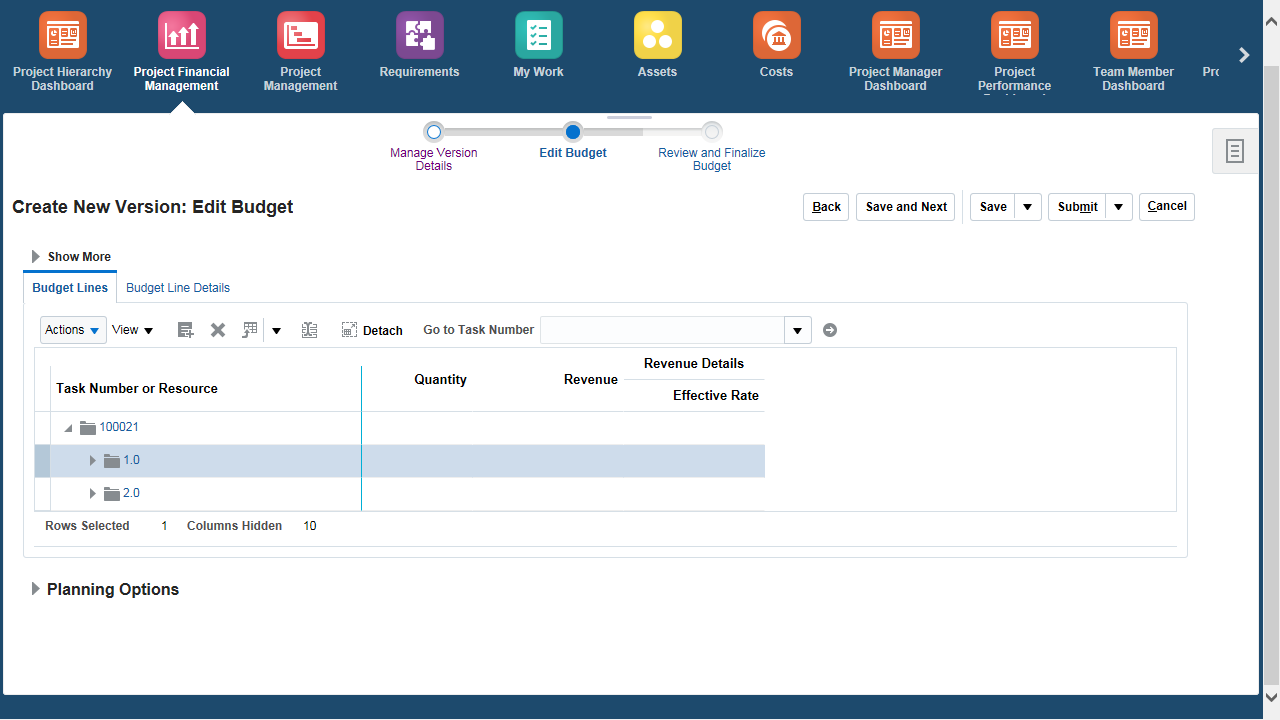 Project Hierarchy
Dashboard
Project Financial
Management
Project
Management
Requirements
My Work
Assets
Costs
Project Manager
Dashboard
Project
Performance
Team Member
Dashboard
Manage Version
Details
Edit Budget
Review and Finalize
Budget
Create New Version: Edit Budget
Back
Save and Next
Save
Submit
Cancel
Show More
Budget Lines
Budget Line Details
Actions
View
Detach
Go to Task Number
Task Number or Resource
Quantity
Revenue
Revenue Details
Effective Rate
100021
1.0
2.0
Rows Selected 1 Columns Hidden 10
Planning Options